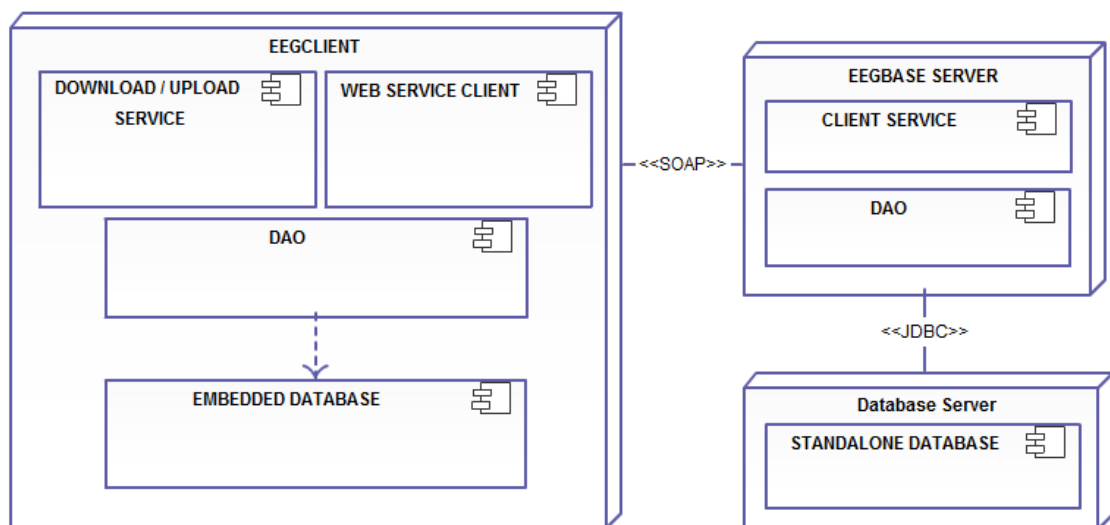 EEGCLIENT
DOWNLOAD / UPLOAD
SERVICE
WEB SERVICE CLIENT
DAO
EMBEDDED DATABASE
<<SOAP>>
EEGBASE SERVER
CLIENT SERVICE
DAO
<<JDBC>>
Database Server
STANDALONE DATABASE